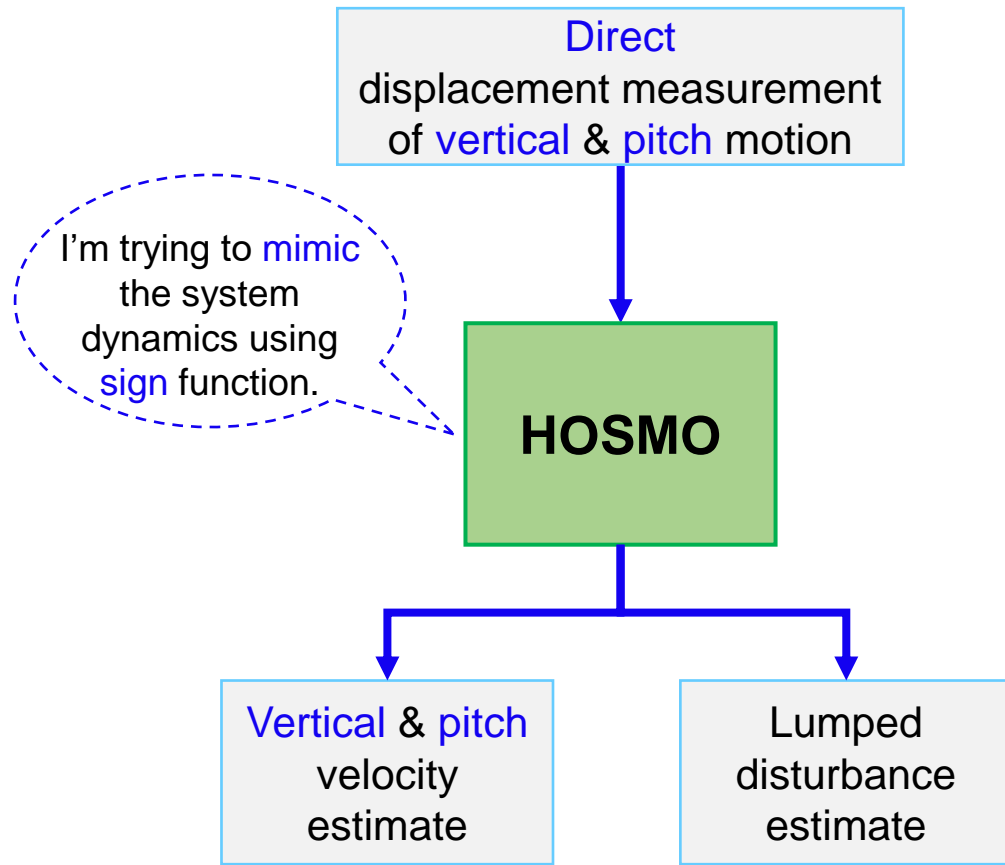 Direct
displacement measurement
of vertical & pitch motion
I’m trying to mimic
the system
dynamics using
sign function.
HOSMO
Vertical & pitch
velocity
estimate
Lumped
disturbance
estimate